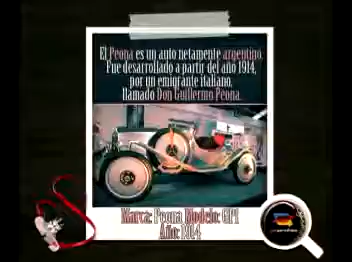 El Peona es un auto netamente argentino.
Fue desarrollado a partir del año 1914,
por un emigrante italiano,
llamado Don Guillermo Peona.
Marca: Peona Modelo: GP1
Año: 1914